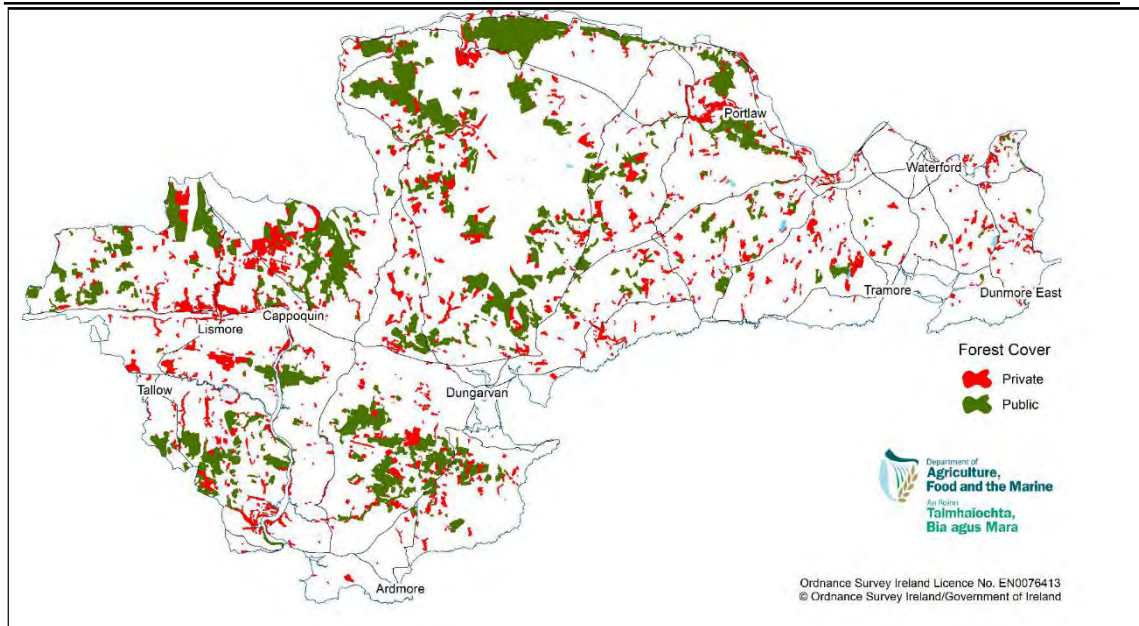 Portlaw
Waterford
Tramore
Dunmore East
Lismore
Cappoquin
Tallow
Dungarvan
Ardmore
Forest Cover
Private
Public
Department of
Agriculture,
Food and the Marine
An Roinn
Talmhaíochta,
Bia agus Mara
Ordnance Survey Ireland Licence No. EN0076413
© Ordnance Survey Ireland/Government of Ireland